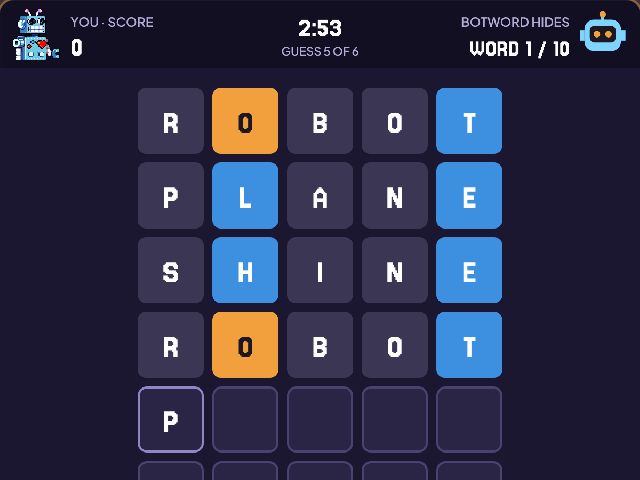 YOU · SCORE
0
2:53
GUESS 5 OF 6
BOTWORD HIDES
WORD 1 / 10
R O B O T
P L A N E
S H I N E
R O B O T
P